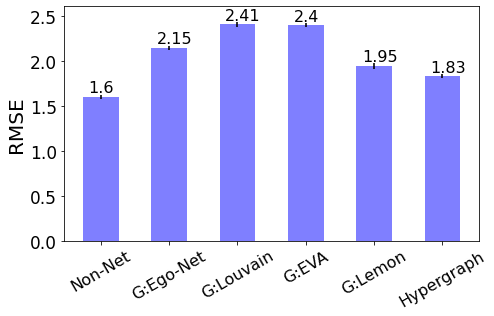 2.5
2.0
1.5
1.0
0.5
0.0
RMSE
1.6
2.15
2.41
2.4
1.95
1.83
Non-Net
G:Ego-Net
G:Louvain
G:EVA
G:Lemon
Hypergraph